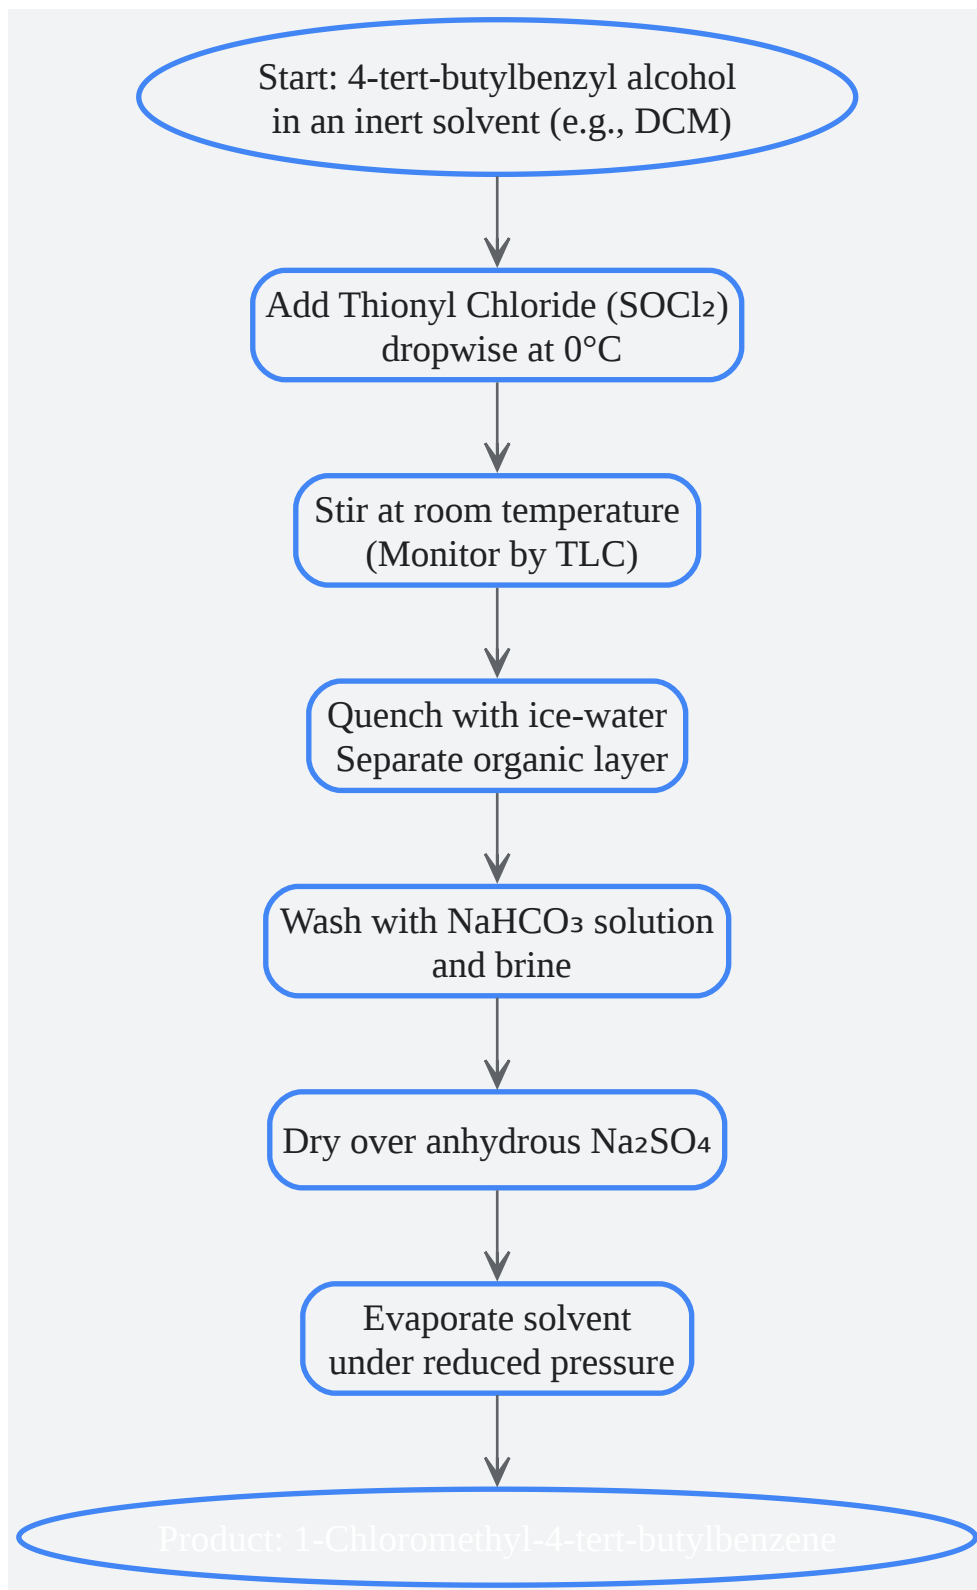 Start: 4-tert-butylbenzyl alcohol
in an inert solvent (e.g., DCM)
Add Thionyl Chloride (SOCl₂)
dropwise at 0°C
Stir at room temperature
(Monitor by TLC)
Quench with ice-water
Separate organic layer
Wash with NaHCO₃ solution
and brine
Dry over anhydrous Na₂SO₄
Evaporate solvent
under reduced pressure
Product: 1-Chloromethyl-4-tert-butylbenzene